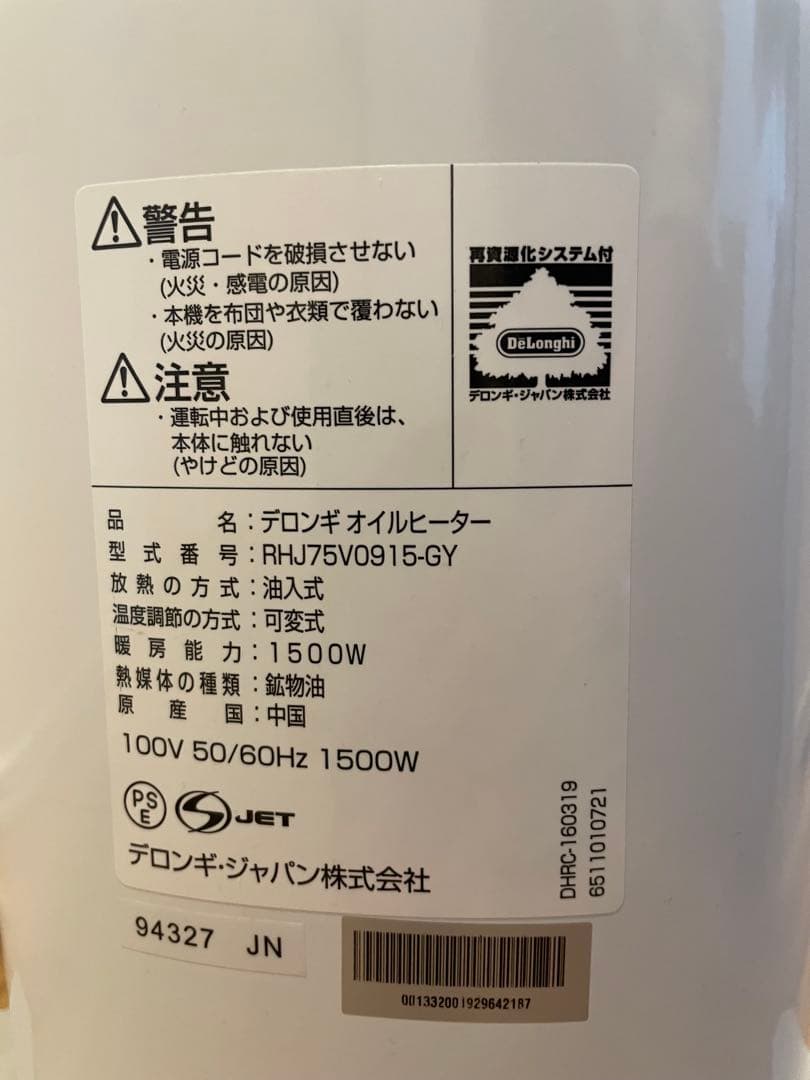 警告
・電源コードを破損させない
(火災・感電の原因)
・本機を布団や衣類で覆わない
(火災の原因)
注意
・運転中および使用直後は、
本体に触れない
(やけどの原因)
再資源化システム付
DeLonghi
デロンギ・ジャパン株式会社
品名：デロンギ オイルヒーター
型式番号：RHJ75V0915-GY
放熱の方式：油入式
温度調節の方式：可変式
暖房能力：1500W
熱媒体の種類：鉱物油
原産国：中国
100V 50/60Hz 1500W
PSE
JET
デロンギ・ジャパン株式会社
DHRC-160319
6511010721
94327 JN
001332001929642187